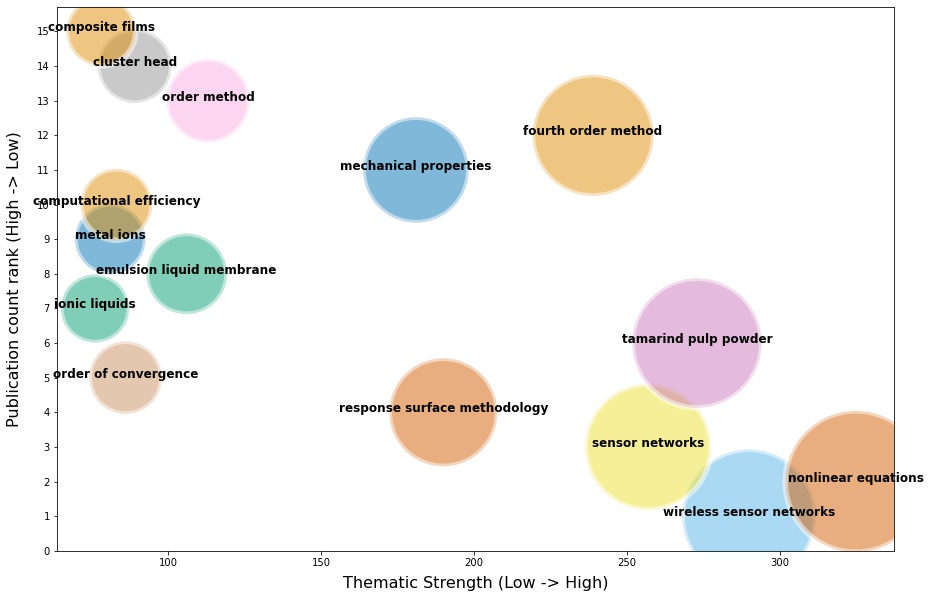 composite films
cluster head
order method
fourth order method
mechanical properties
computational efficiency
metal ions
emulsion liquid membrane
ionic liquids
tamarind pulp powder
order of convergence
response surface methodology
sensor networks
nonlinear equations
wireless sensor networks
15
14
13
12
11
10
9
8
7
6
5
4
3
2
1
0
Publication count rank (High -> Low)
100
150
200
250
300
Thematic Strength (Low -> High)